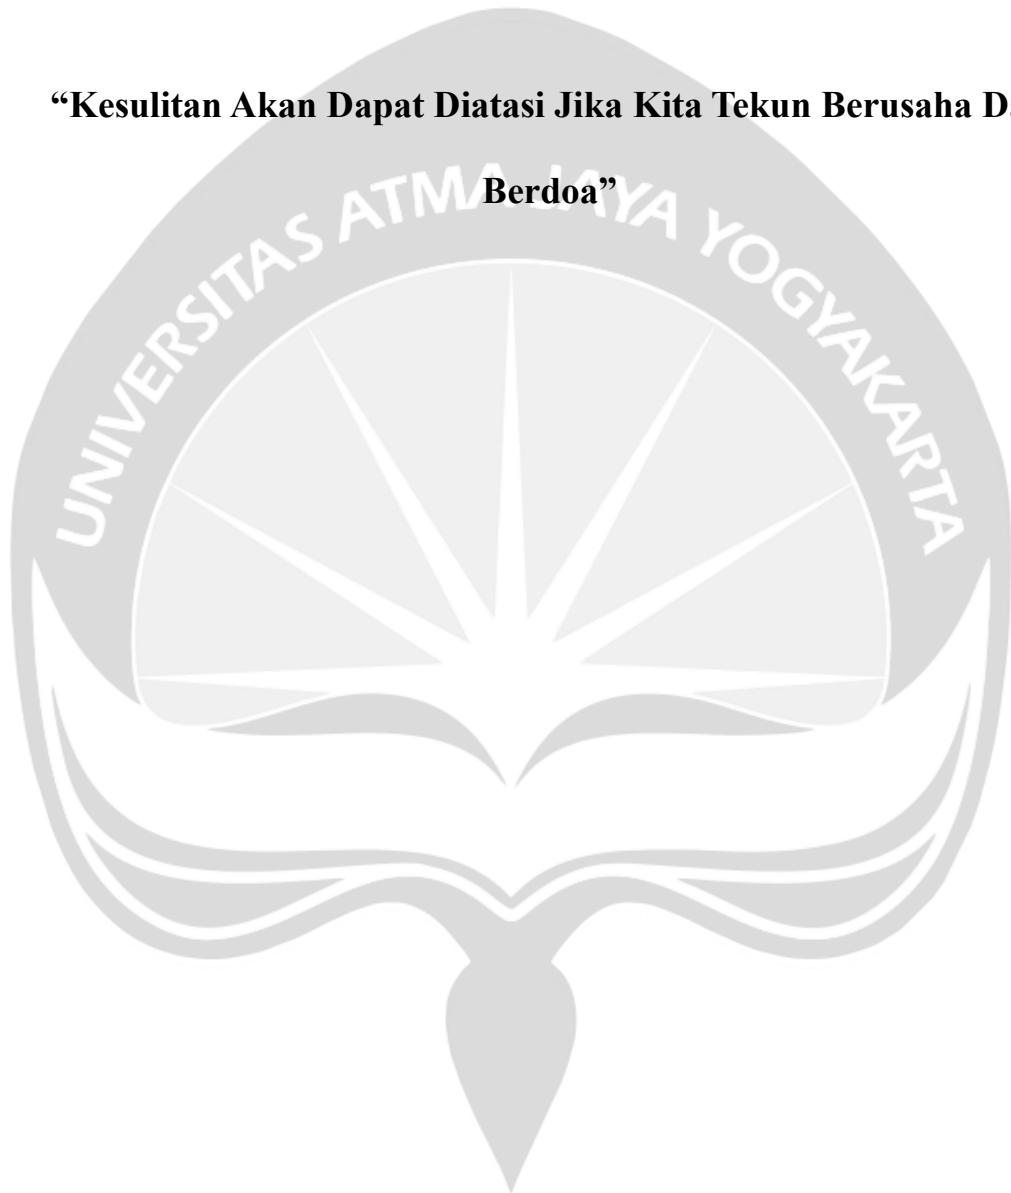 “Kesulitan Akan Dapat Diatasi Jika Kita Tekun Berusaha
Berdoa”
UNIVERSITAS ATMA JAYA YOGYAKARTA